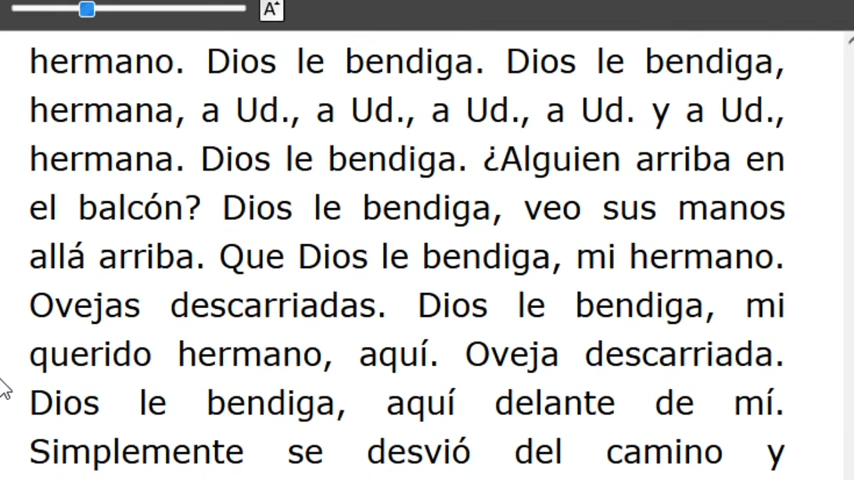 A
hermano. Dios le bendiga. Dios le bendiga,
hermana, a Ud., a Ud., a Ud., a Ud. y a Ud.,
hermana. Dios le bendiga. ¿Alguien arriba en
el balcón? Dios le bendiga, veo sus manos
allá arriba. Que Dios le bendiga, mi hermano.
Ovejas descarriadas. Dios le bendiga, mi
querido hermano, aquí. Oveja descarriada.
Dios le bendiga, aquí delante de mí.
Simplemente se desvió del camino y